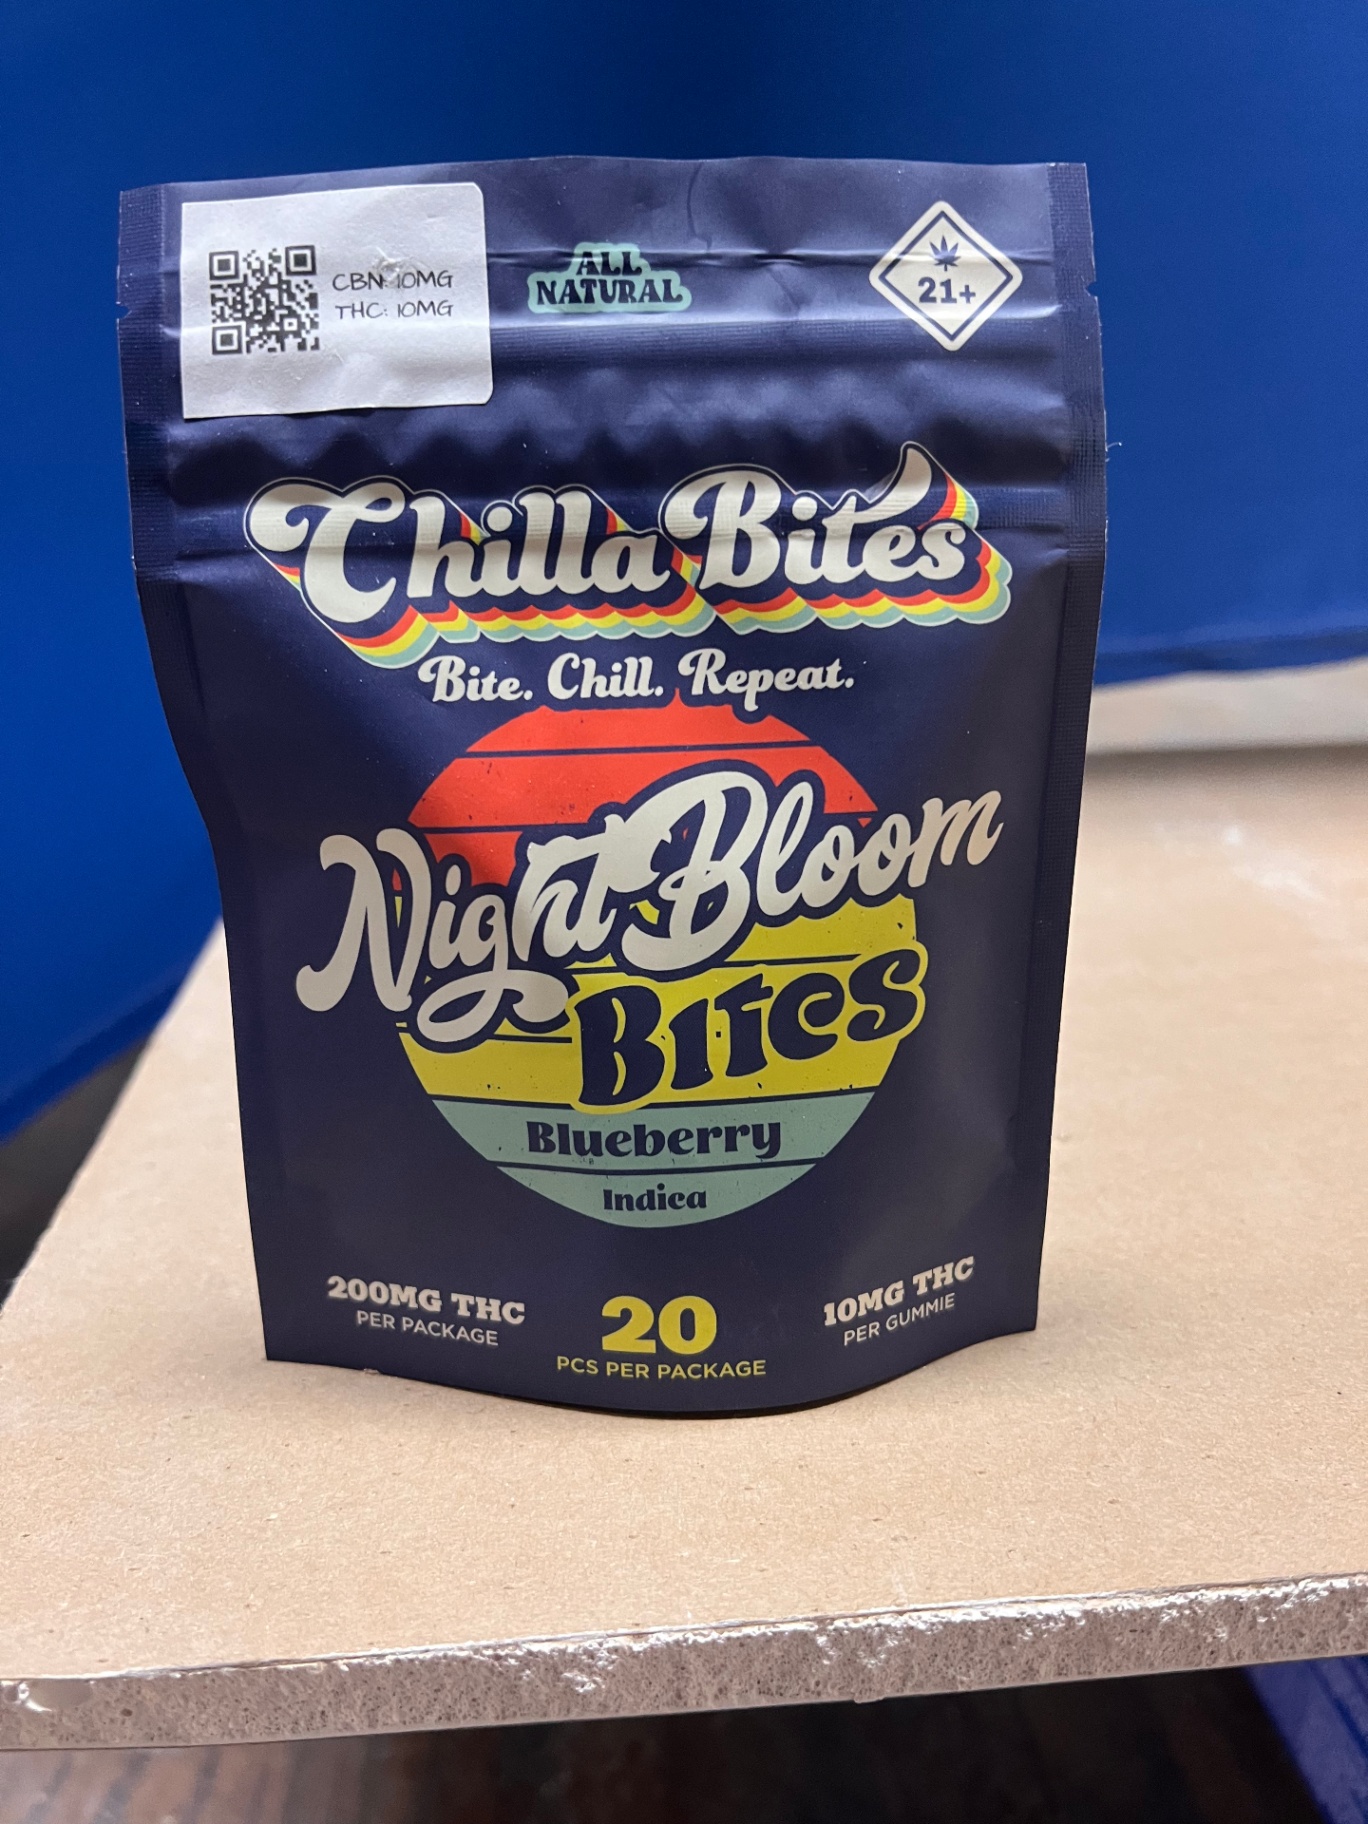 CBN: 10MG
THC: 10MG
ALL
NATURAL
21+
Chilla Bites
Bite. Chill. Repeat.
Night Bloom
Bites
Blueberry
Indica
200MG THC
PER PACKAGE
20
PCS PER PACKAGE
10MG THC
PER GUMMIE